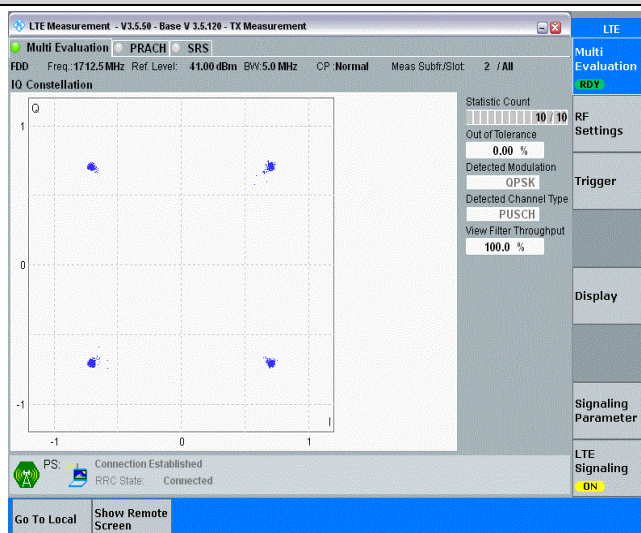 LTE Measurement - V3.5.50 - Base V 3.5.120 - TX Measurement
LTE
Multi Evaluation PRACH SRS
Multi
Evaluation
RDY
FDD Freq.:1712.5 MHz Ref. Level: 41.00 dBm BW:5.0 MHz CP :Normal Meas Subfr./Slot: 2 / All
IQ Constellation
Q
1
0
-1
I
-1 0 1
Statistic Count
10 / 10
Out of Tolerance
0.00 %
Detected Modulation
QPSK
Detected Channel Type
PUSCH
View Filter Throughput
100.0 %
RF
Settings
Trigger
Display
Signaling
Parameter
LTE
Signaling
ON
PS: Connection Established
RRC State: Connected
Go To Local
Show Remote
Screen